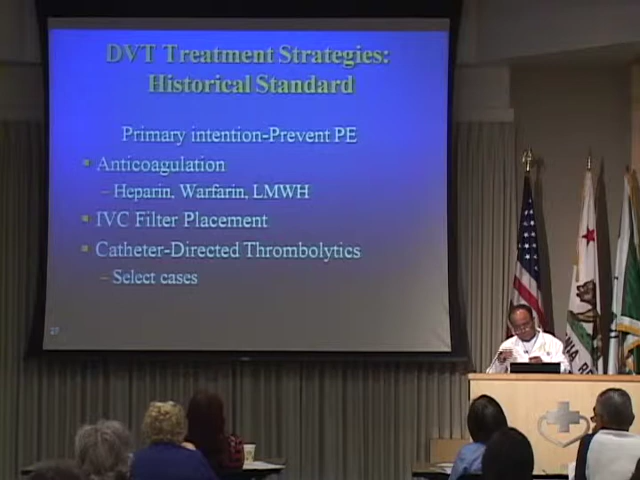 DVT Treatment Strategies:
Historical Standard
Primary intention-Prevent PE
Anticoagulation
– Heparin, Warfarin, LMWH
IVC Filter Placement
Catheter-Directed Thrombolytics
– Select cases